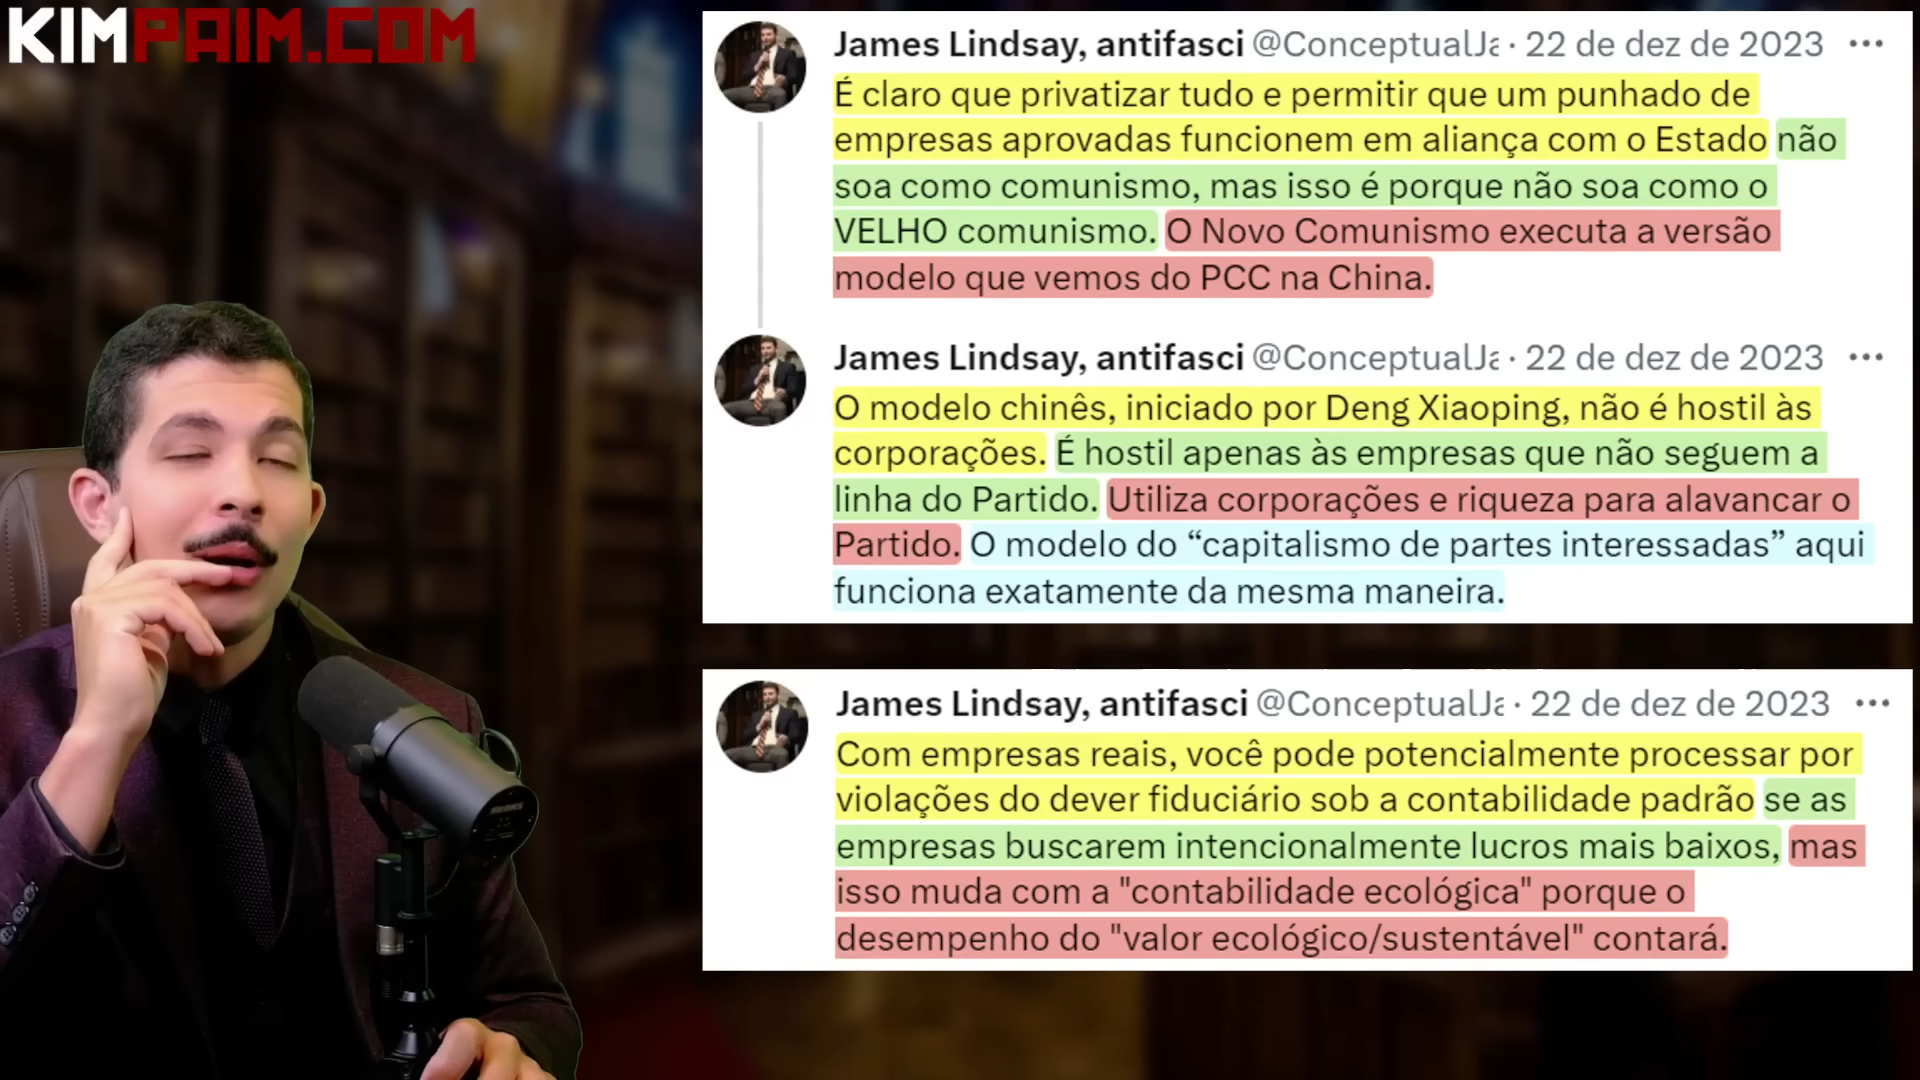 KIMPAIM.COM
James Lindsay, antifasci @ConceptualJa · 22 de dez de 2023
É claro que privatizar tudo e permitir que um punhado de
empresas aprovadas funcionem em aliança com o Estado não
soa como comunismo, mas isso é porque não soa como o
VELHO comunismo. O Novo Comunismo executa a versão
modelo que vemos do PCC na China.
James Lindsay, antifasci @ConceptualJa · 22 de dez de 2023
O modelo chinês, iniciado por Deng Xiaoping, não é hostil às
corporações. É hostil apenas às empresas que não seguem a
linha do Partido. Utiliza corporações e riqueza para alavancar o
Partido. O modelo do “capitalismo de partes interessadas” aqui
funciona exatamente da mesma maneira.
James Lindsay, antifasci @ConceptualJa · 22 de dez de 2023
Com empresas reais, você pode potencialmente processar por
violações do dever fiduciário sob a contabilidade padrão se as
empresas buscarem intencionalmente lucros mais baixos, mas
isso muda com a "contabilidade ecológica" porque o
desempenho do "valor ecológico/sustentável" contará.